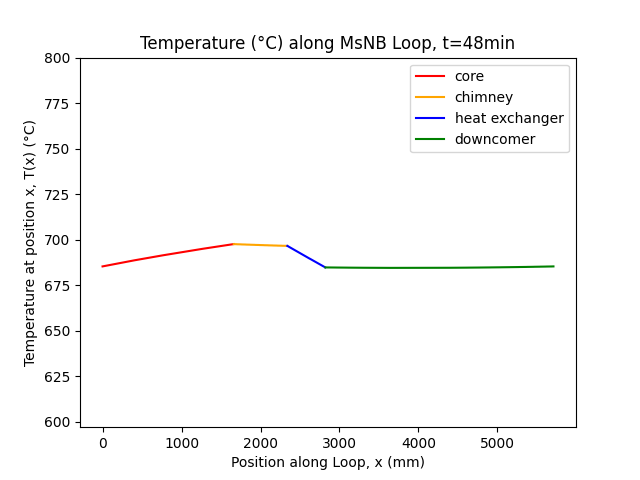 Temperature (°C) along MsNB Loop, t=48min
core
chimney
heat exchanger
downcomer
Temperature at position x, T(x) (°C)
800
775
750
725
700
675
650
625
600
0 1000 2000 3000 4000 5000
Position along Loop, x (mm)